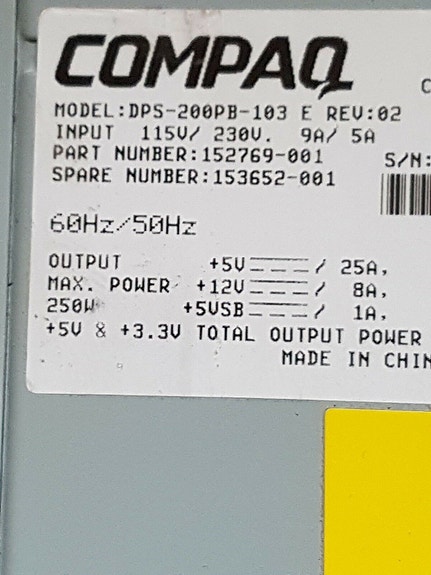 COMPAQ
C
MODEL:DPS-200PB-103 E REV:02
INPUT 115V/ 230V. 9A/ 5A
PART NUMBER:152769-001 S/N:
SPARE NUMBER:153652-001
60Hz/50Hz
OUTPUT +5V / 25A,
MAX. POWER +12V / 8A,
250W +5VSB / 1A,
+5V & +3.3V TOTAL OUTPUT POWER
MADE IN CHIN